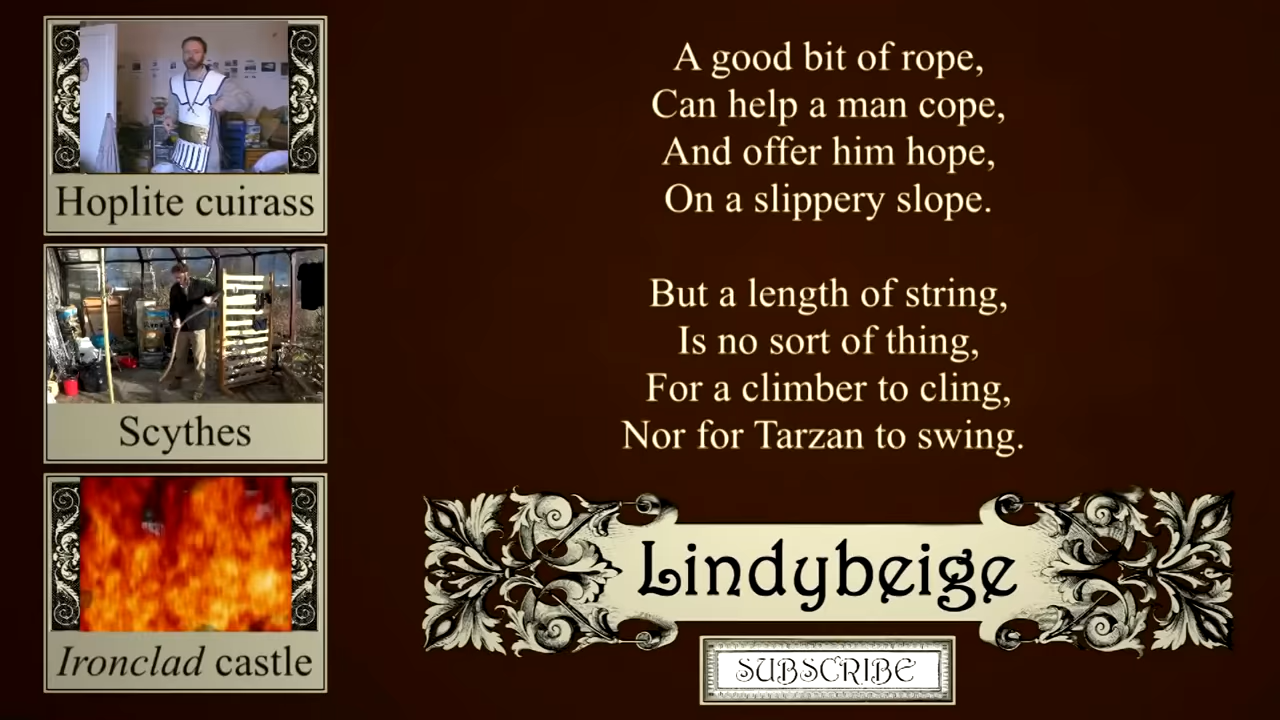 Hoplite cuirass
Scythes
Ironclad castle
A good bit of rope,
Can help a man cope,
And offer him hope,
On a slippery slope.
But a length of string,
Is no sort of thing,
For a climber to cling,
Nor for Tarzan to swing.
Lindybeige
SUBSCRIBE